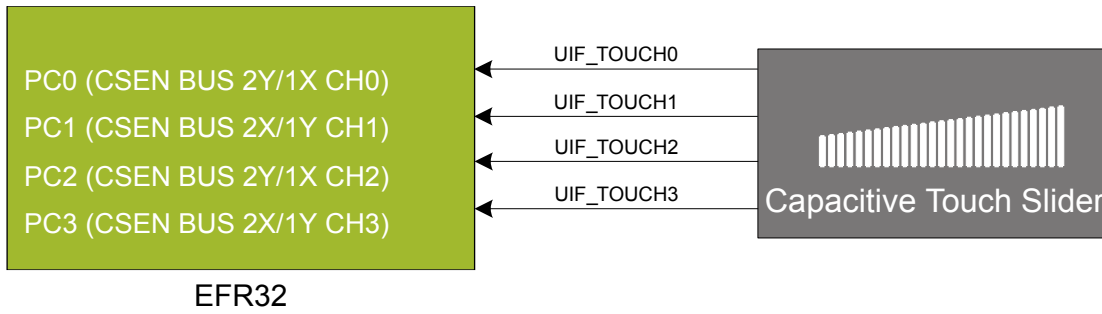 PC0 (CSEN BUS 2Y/1X CH0)
PC1 (CSEN BUS 2X/1Y CH1)
PC2 (CSEN BUS 2Y/1X CH2)
PC3 (CSEN BUS 2X/1Y CH3)
EFR32
UIF_TOUCH0
UIF_TOUCH1
UIF_TOUCH2
UIF_TOUCH3
Capacitive Touch Slider